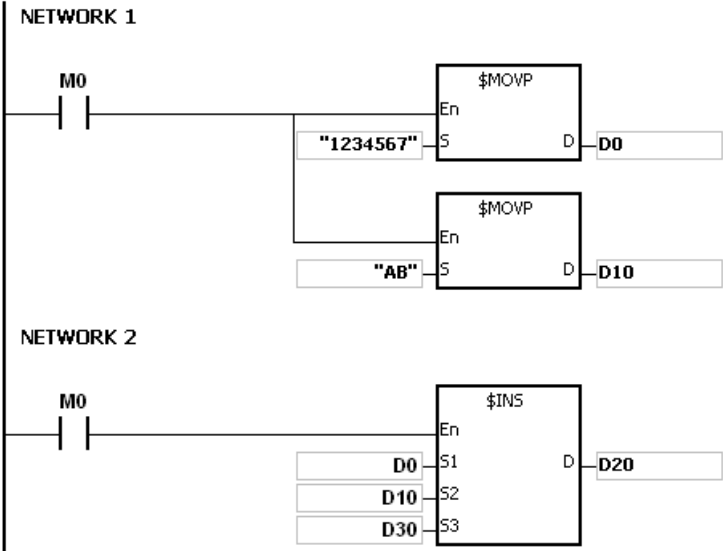 NETWORK 1
M0
$MOVP
En
"1234567" S D D0
$MOVP
En
"AB" S D D10
NETWORK 2
M0
$INS
En
D0 S1 D D20
D10 S2
D30 S3